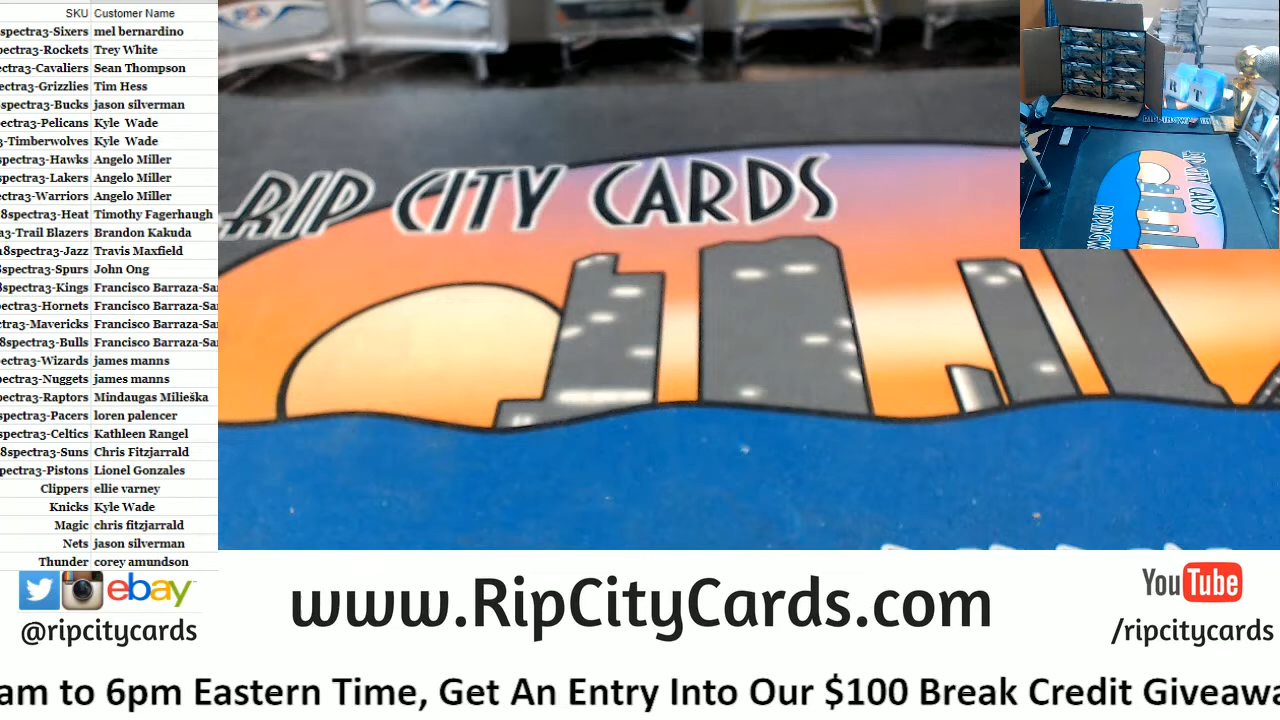 SKU Customer Name
spectra3-Sixers mel bernardino
pectra3-Rockets Trey White
ectra3-Cavaliers Sean Thompson
ectra3-Grizzlies Tim Hess
spectra3-Bucks jason silverman
pectra3-Pelicans Kyle Wade
3-Timberwolves Kyle Wade
spectra3-Hawks Angelo Miller
spectra3-Lakers Angelo Miller
ectra3-Warriors Angelo Miller
8spectra3-Heat Timothy Fagerhaugh
a3-Trail Blazers Brandon Kakuda
18spectra3-Jazz Travis Maxfield
spectra3-Spurs John Ong
8spectra3-Kings Francisco Barraza-Sa
pectra3-Hornets Francisco Barraza-Sa
ctra3-Mavericks Francisco Barraza-Sa
8spectra3-Bulls Francisco Barraza-Sa
ectra3-Wizards james manns
pectra3-Nuggets james manns
pectra3-Raptors Mindaugas Milieška
spectra3-Pacers loren palencer
spectra3-Celtics Kathleen Rangel
8spectra3-Suns Chris Fitzjarrald
pectra3-Pistons Lionel Gonzales
Clippers ellie varney
Knicks Kyle Wade
Magic chris fitzjarrald
Nets jason silverman
Thunder corey amundson
RIP CITY CARDS
ebay
@ripcitycards
www.RipCityCards.com
YouTube
/ripcitycards
am to 6pm Eastern Time, Get An Entry Into Our $100 Break Credit Giveawa